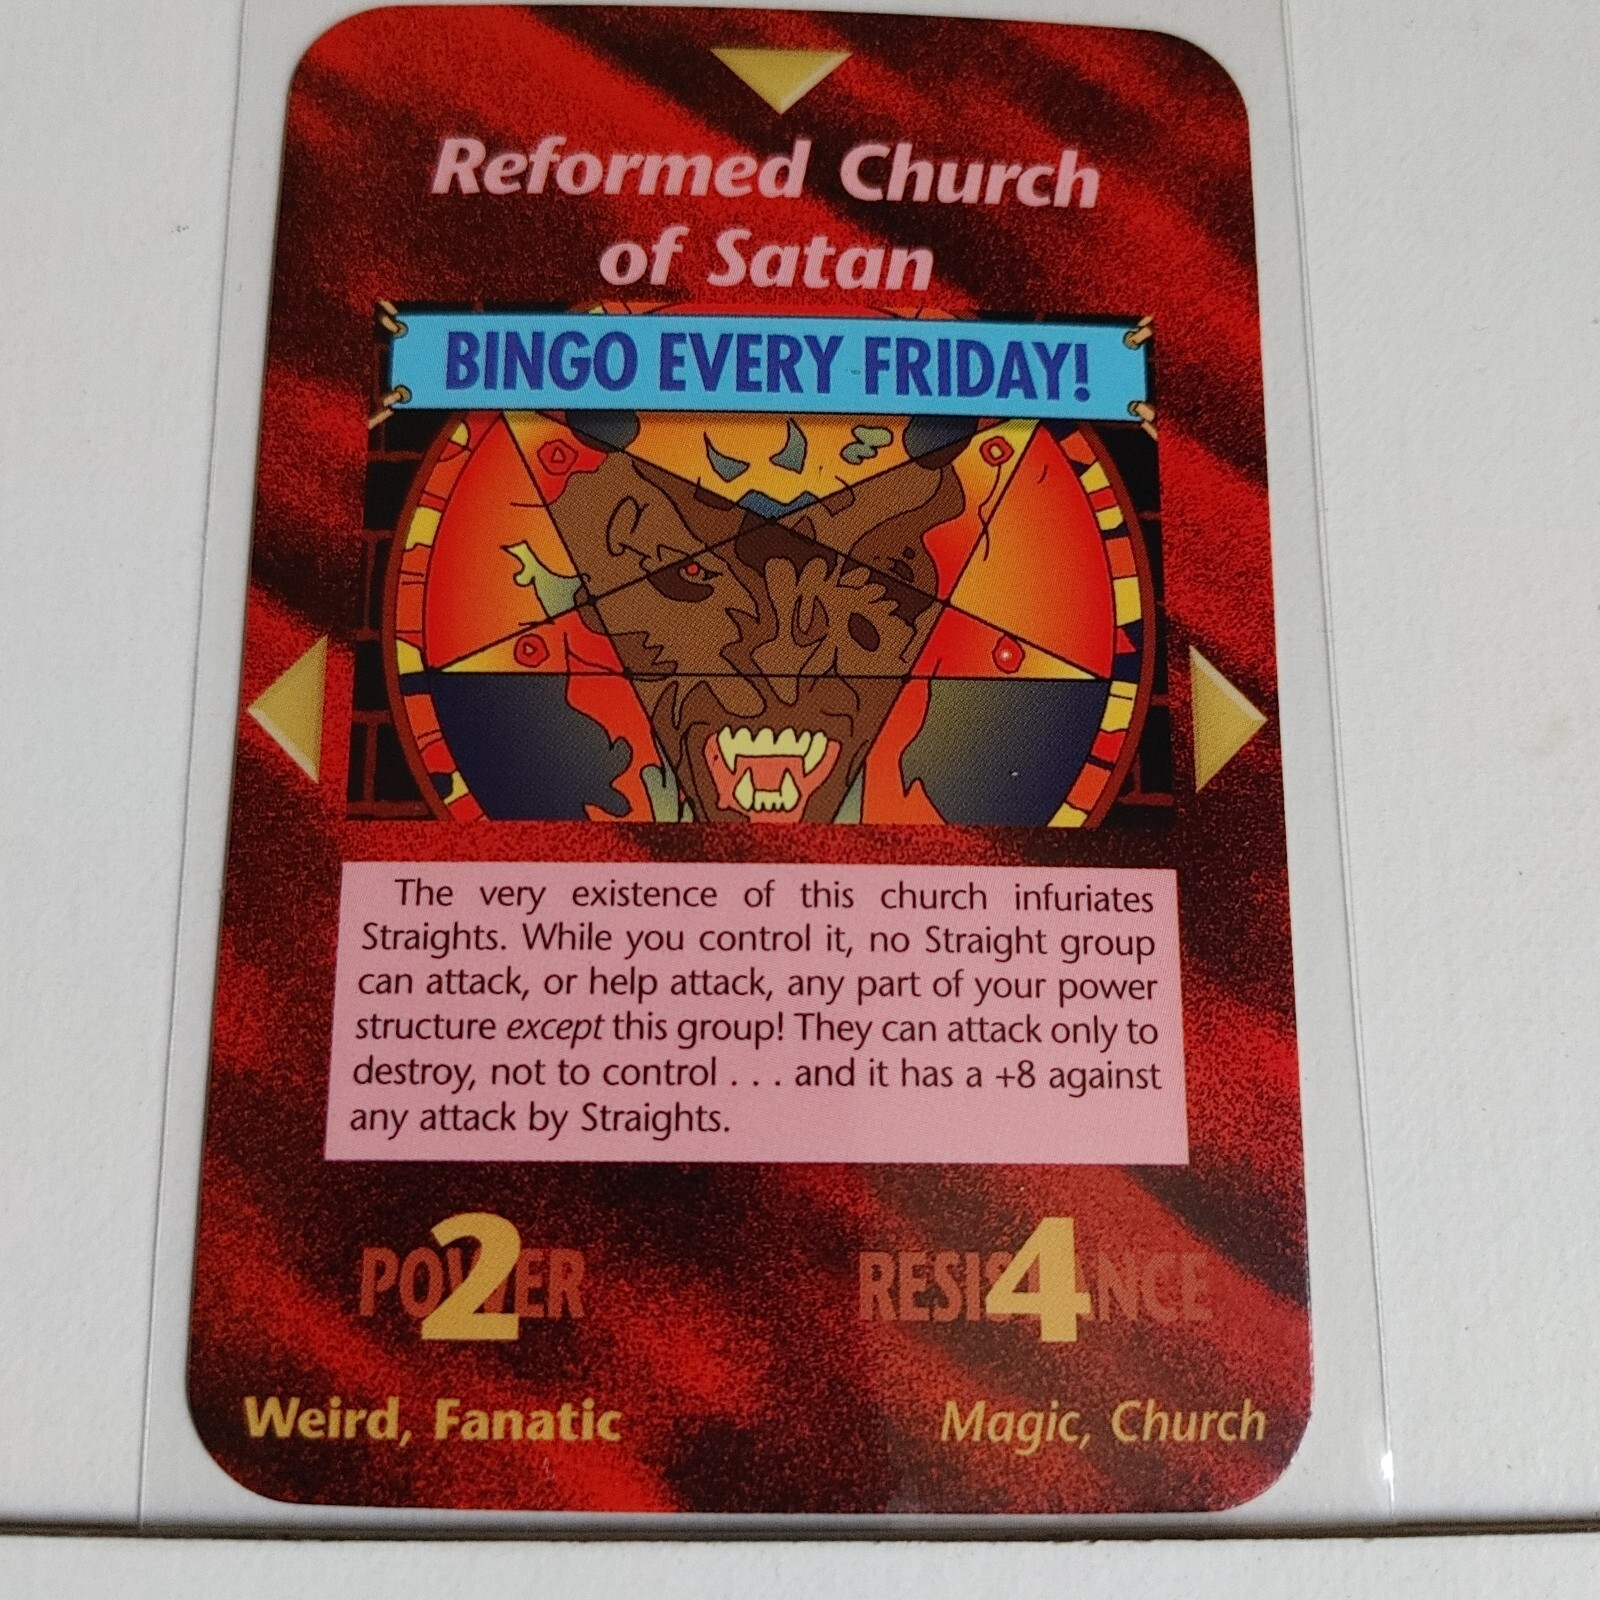 Reformed Church
of Satan
BINGO EVERY FRIDAY!
The very existence of this church infuriates
Straights. While you control it, no Straight group
can attack, or help attack, any part of your power
structure except this group! They can attack only to
destroy, not to control . . . and it has a +8 against
any attack by Straights.
POWER 2
RESISTANCE 4
Weird, Fanatic
Magic, Church